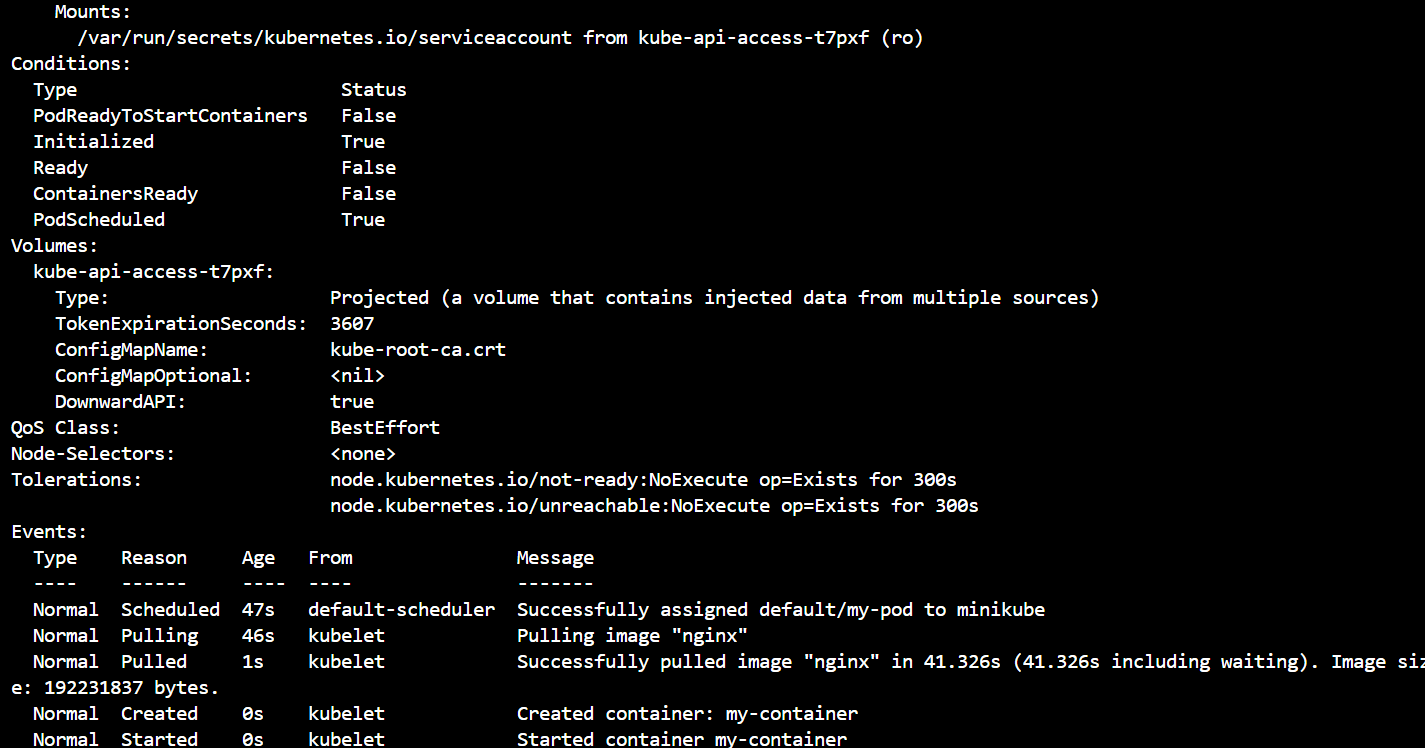 Mounts:
      /var/run/secrets/kubernetes.io/serviceaccount from kube-api-access-t7pxf (ro)
Conditions:
  Type                        Status
  PodReadyToStartContainers   False
  Initialized                 True
  Ready                       False
  ContainersReady             False
  PodScheduled                True
Volumes:
  kube-api-access-t7pxf:
    Type:                    Projected (a volume that contains injected data from multiple sources)
    TokenExpirationSeconds:  3607
    ConfigMapName:           kube-root-ca.crt
    ConfigMapOptional:       <nil>
    DownwardAPI:             true
QoS Class:                   BestEffort
Node-Selectors:              <none>
Tolerations:                 node.kubernetes.io/not-ready:NoExecute op=Exists for 300s
                             node.kubernetes.io/unreachable:NoExecute op=Exists for 300s
Events:
  Type    Reason     Age   From               Message
  ----    ------     ----  ----               -------
  Normal  Scheduled  47s   default-scheduler  Successfully assigned default/my-pod to minikube
  Normal  Pulling    46s   kubelet            Pulling image "nginx"
  Normal  Pulled     1s    kubelet            Successfully pulled image "nginx" in 41.326s (41.326s including waiting). Image siz
e: 192231837 bytes.
  Normal  Created    0s    kubelet            Created container: my-container
  Normal  Started    0s    kubelet            Started container my-container